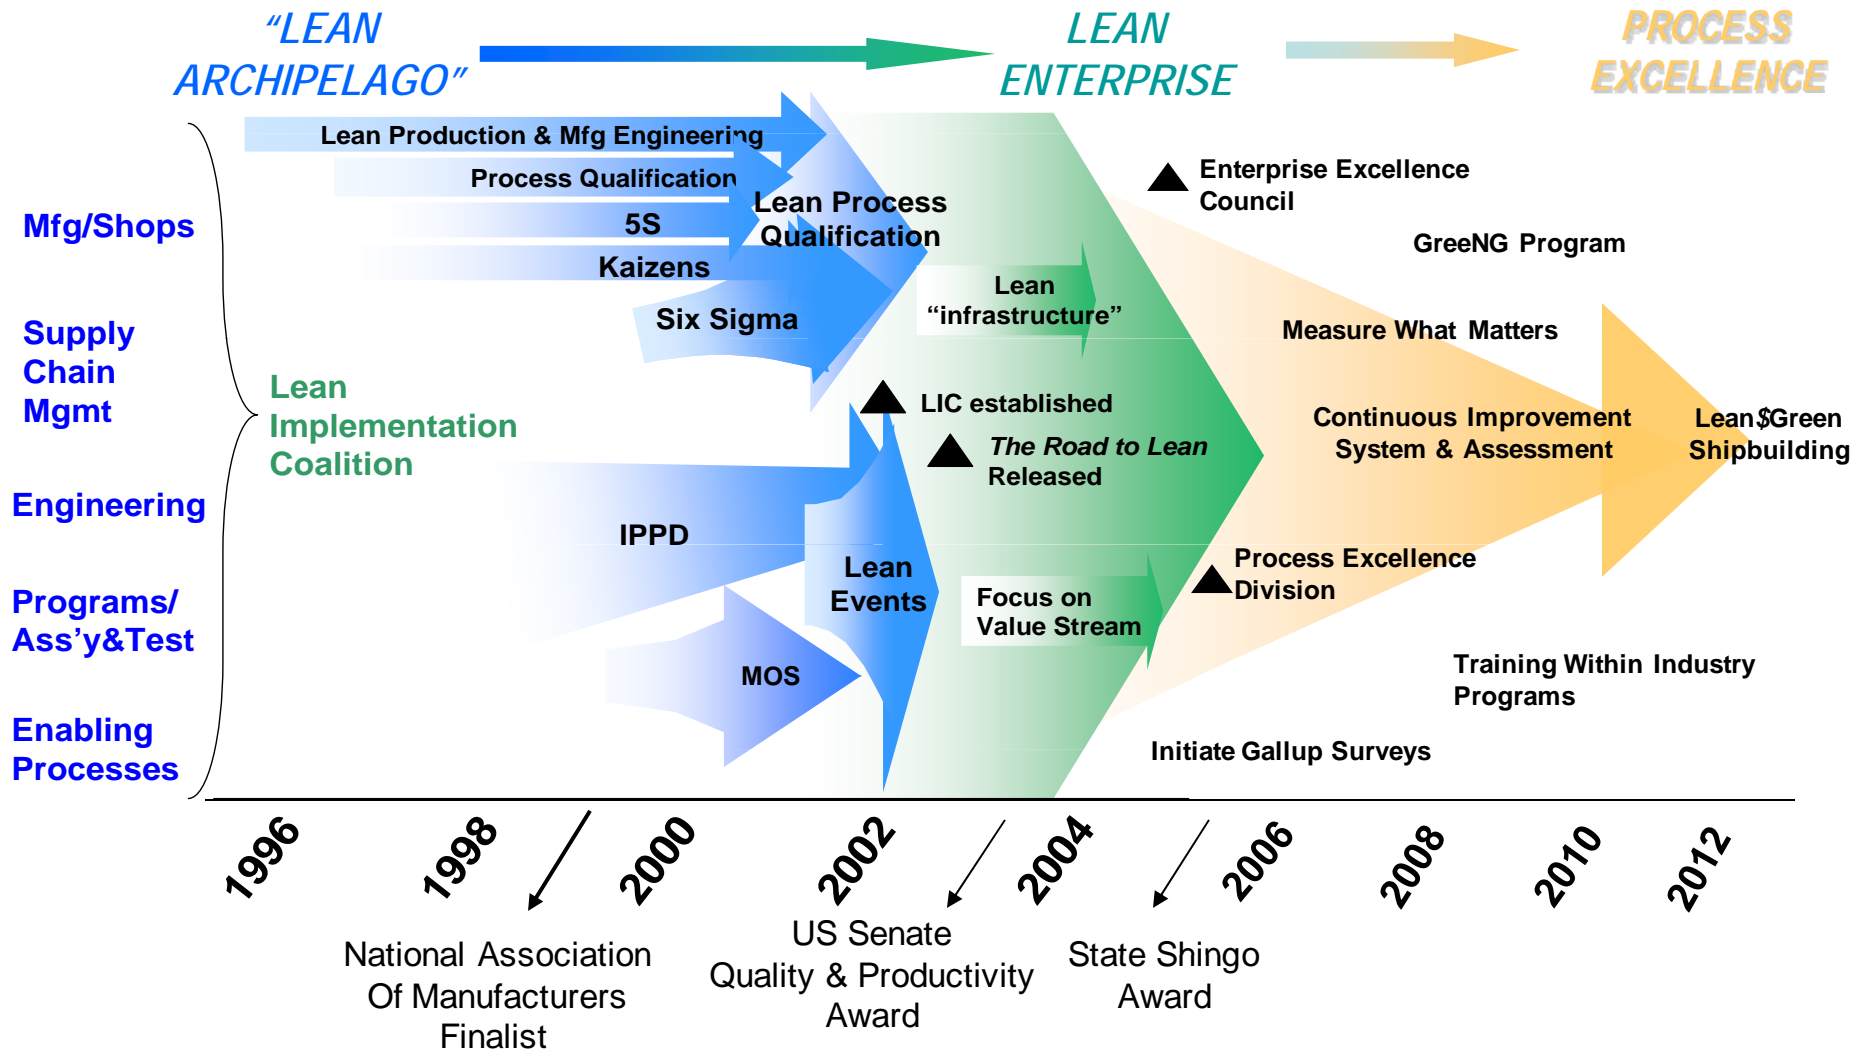 “LEAN
ARCHIPELAGO”
LEAN
ENTERPRISE
PROCESS
EXCELLENCE
Lean Production & Mfg Engineering
Process Qualification
5S
Kaizens
Six Sigma
Lean Process
Qualification
Mfg/Shops
Supply
Chain
Mgmt
Engineering
Programs/
Ass’y&Test
Enabling
Processes
Lean
Implementation
Coalition
IPPD
MOS
Lean
Events
Lean
“infrastructure”
LIC established
The Road to Lean
Released
Focus on
Value Stream
Enterprise Excellence
Council
GreeNG Program
Measure What Matters
Continuous Improvement
System & Assessment
Lean$Green
Shipbuilding
Process Excellence
Division
Training Within Industry
Programs
Initiate Gallup Surveys
1996
1998
2000
2002
2004
2006
2008
2010
2012
National Association
Of Manufacturers
Finalist
US Senate
Quality & Productivity
Award
State Shingo
Award